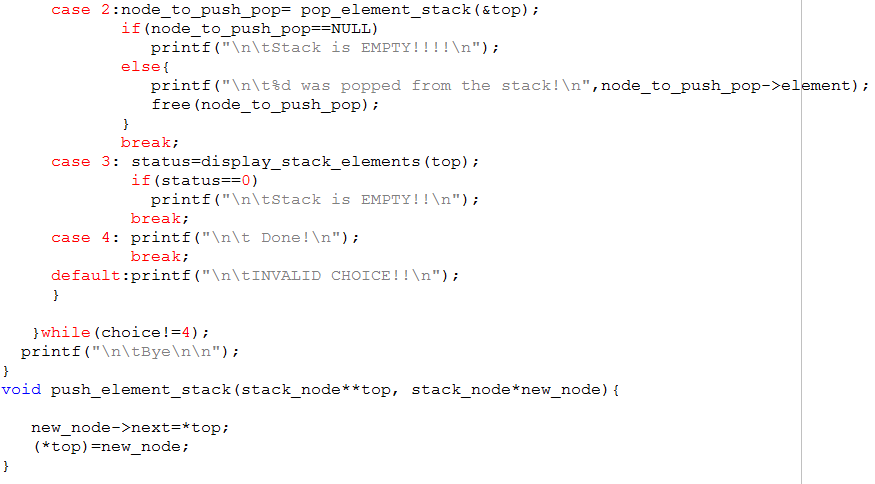 case 2:node_to_push_pop= pop_element_stack(&top);
if(node_to_push_pop==NULL)
printf("\n\tStack is EMPTY!!!!\n");
else{
printf("\n\t%d was popped from the stack!\n",node_to_push_pop->element);
free(node_to_push_pop);
}
break;
case 3: status=display_stack_elements(top);
if(status==0)
printf("\n\tStack is EMPTY!!\n");
break;
case 4: printf("\n\t Done!\n");
break;
default:printf("\n\tINVALID CHOICE!!\n");
}
}while(choice!=4);
printf("\n\tBye\n\n");
}
void push_element_stack(stack_node**top, stack_node*new_node){
new_node->next=*top;
(*top)=new_node;
}